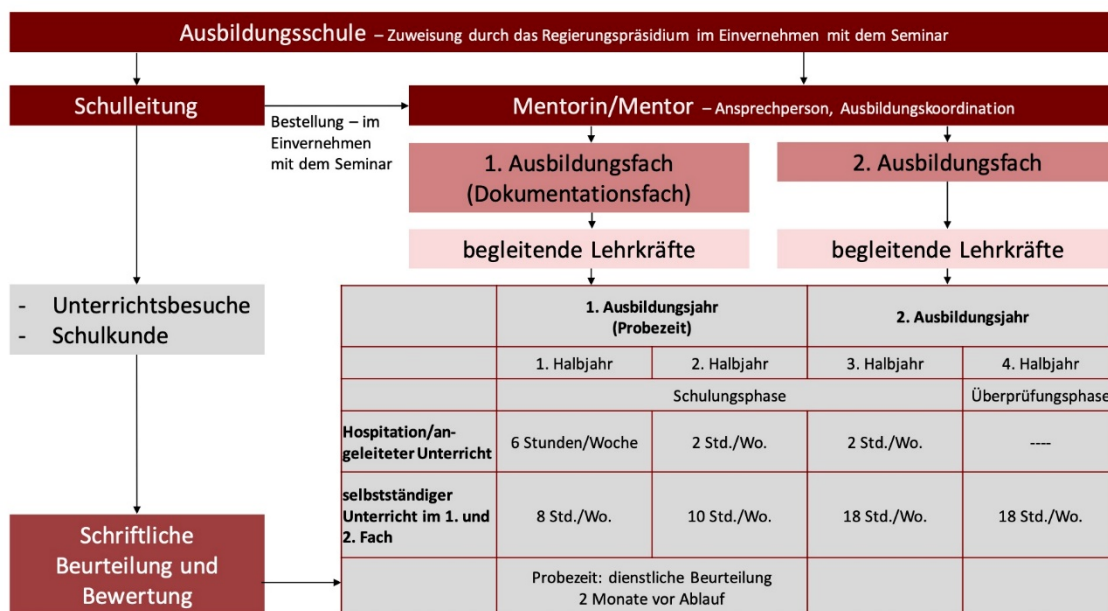 Ausbildungsschule – Zuweisung durch das Regierungspräsidium im Einvernehmen mit dem Seminar
Schulleitung
Bestellung – im
Einvernehmen
mit dem Seminar
Mentorin/Mentor – Ansprechperson, Ausbildungskoordination
1. Ausbildungsfach
(Dokumentationsfach)
2. Ausbildungsfach
begleitende Lehrkräfte
begleitende Lehrkräfte
- Unterrichtsbesuche
- Schulkunde
Schriftliche
Beurteilung und
Bewertung
1. Ausbildungsjahr
(Probezeit)
2. Ausbildungsjahr
1. Halbjahr
2. Halbjahr
3. Halbjahr
4. Halbjahr
Schulungsphase
Überprüfungsphase
Hospitation/an-
geleiteter Unterricht
6 Stunden/Woche
2 Std./Wo.
2 Std./Wo.
----
selbstständiger
Unterricht im 1. und
2. Fach
8 Std./Wo.
10 Std./Wo.
18 Std./Wo.
18 Std./Wo.
Probezeit: dienstliche Beurteilung
2 Monate vor Ablauf